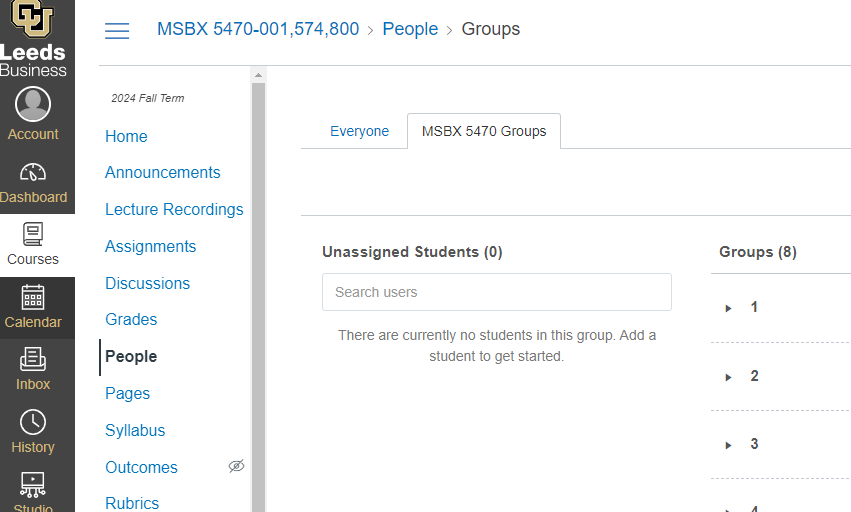 CU
Leeds
Business
Account
Dashboard
Courses
Calendar
Inbox
History
Studio
MSBX 5470-001,574,800 > People > Groups
2024 Fall Term
Home
Announcements
Lecture Recordings
Assignments
Discussions
Grades
People
Pages
Syllabus
Outcomes
Rubrics
Everyone
MSBX 5470 Groups
Unassigned Students (0)
Search users
There are currently no students in this group. Add a
student to get started.
Groups (8)
1
2
3
4